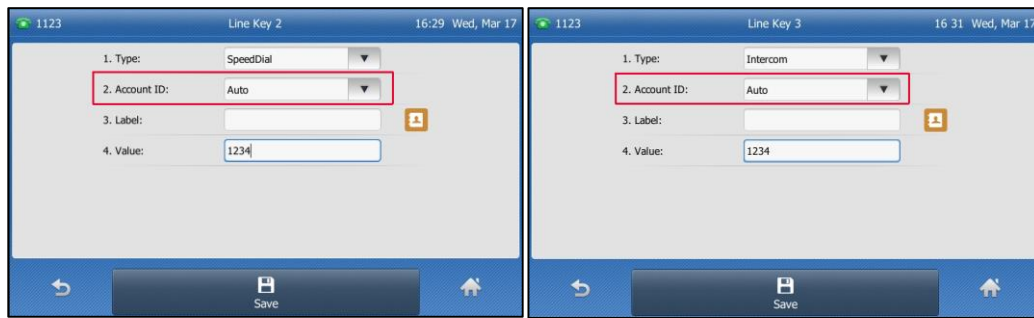 1123 Line Key 2 16:29 Wed, Mar 17
1. Type: SpeedDial
2. Account ID: Auto
3. Label:
4. Value: 1234
Save
1123 Line Key 3 16 31 Wed, Mar 17
1. Type: Intercom
2. Account ID: Auto
3. Label:
4. Value: 1234
Save